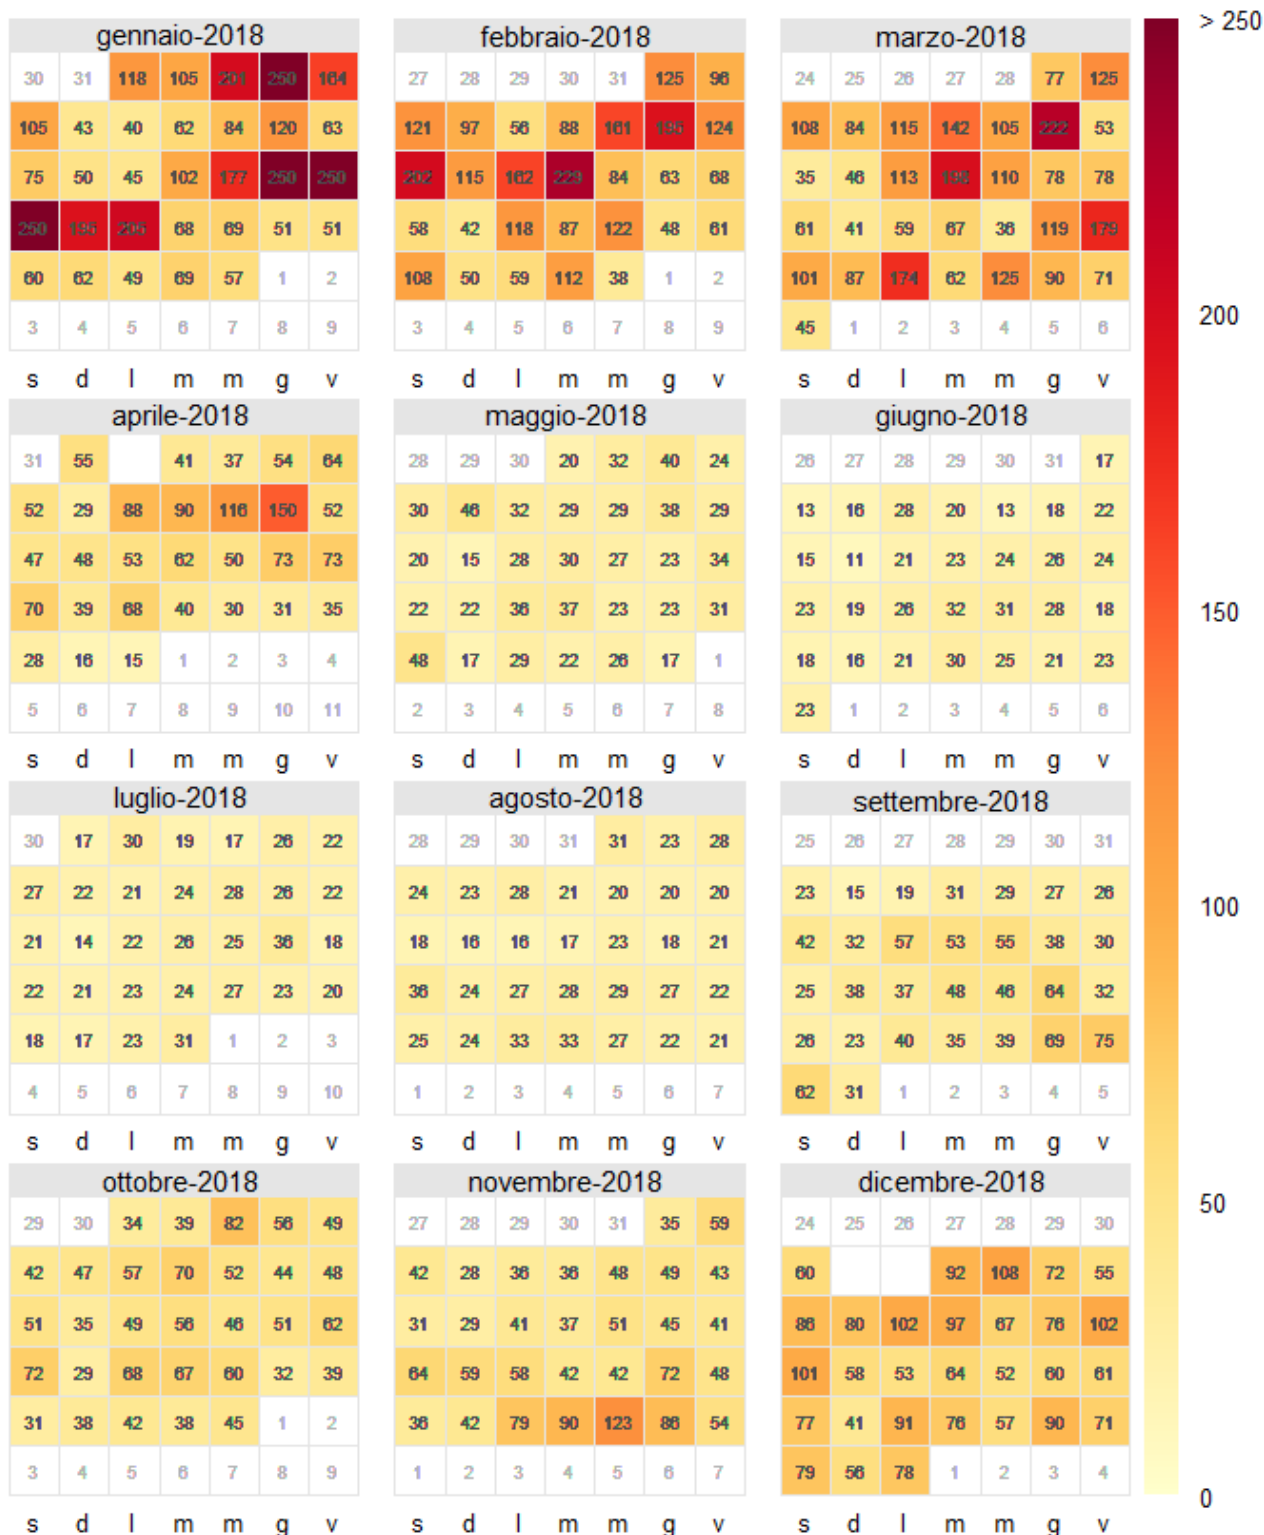 gennaio-2018 febbraio-2018 marzo-2018 > 250
30 31 118 105 201 250 164 27 28 29 30 31 125 96 24 25 26 27 28 77 125
105 43 40 62 84 120 63 121 97 56 88 161 195 124 108 84 115 142 105 222 53
75 50 45 102 177 250 250 202 115 162 229 84 63 68 35 46 113 198 110 78 78
250 195 205 68 69 51 51 58 42 118 87 122 48 61 61 41 59 67 36 119 179
60 62 49 69 57 1 2 108 50 59 112 38 1 2 101 87 174 62 125 90 71
3 4 5 6 7 8 9 3 4 5 6 7 8 9 45 1 2 3 4 5 6 200
s d l m m g v s d l m m g v s d l m m g v
aprile-2018 maggio-2018 giugno-2018
31 55 41 37 54 64 28 29 30 20 32 40 24 26 27 28 29 30 31 17
52 29 88 90 116 150 52 30 46 32 29 29 38 29 13 16 28 20 13 18 22
47 48 53 62 50 73 73 20 15 28 30 27 23 34 15 11 21 23 24 26 24
70 39 68 40 30 31 35 22 22 36 37 23 23 31 23 19 26 32 31 28 18 150
28 16 15 1 2 3 4 48 17 29 22 26 17 1 18 16 21 30 25 21 23
5 6 7 8 9 10 11 2 3 4 5 6 7 8 23 1 2 3 4 5 6
s d l m m g v s d l m m g v s d l m m g v
luglio-2018 agosto-2018 settembre-2018
30 17 30 19 17 26 22 28 29 30 31 31 23 28 25 26 27 28 29 30 31
27 22 21 24 28 26 22 24 23 28 21 20 20 20 23 15 19 31 29 27 26 100
21 14 22 26 25 36 18 18 16 16 17 23 18 21 42 32 57 53 55 38 30
22 21 23 24 27 23 20 36 24 27 28 29 27 22 25 38 37 48 46 64 32
18 17 23 31 1 2 3 25 24 33 33 27 22 21 26 23 40 35 39 69 75
4 5 6 7 8 9 10 1 2 3 4 5 6 7 62 31 1 2 3 4 5
s d l m m g v s d l m m g v s d l m m g v
ottobre-2018 novembre-2018 dicembre-2018
29 30 34 39 82 56 49 27 28 29 30 31 35 59 24 25 26 27 28 29 30 50
42 47 57 70 52 44 48 42 28 36 36 48 49 43 60 92 108 72 55
51 35 49 56 46 51 62 31 29 41 37 51 45 41 86 80 102 97 67 76 102
72 29 68 67 60 32 39 64 59 58 42 42 72 48 101 58 53 64 52 60 61
31 38 42 38 45 1 2 36 42 79 90 123 86 54 77 41 91 76 57 90 71
3 4 5 6 7 8 9 1 2 3 4 5 6 7 79 56 78 1 2 3 4 0
s d l m m g v s d l m m g v s d l m m g v